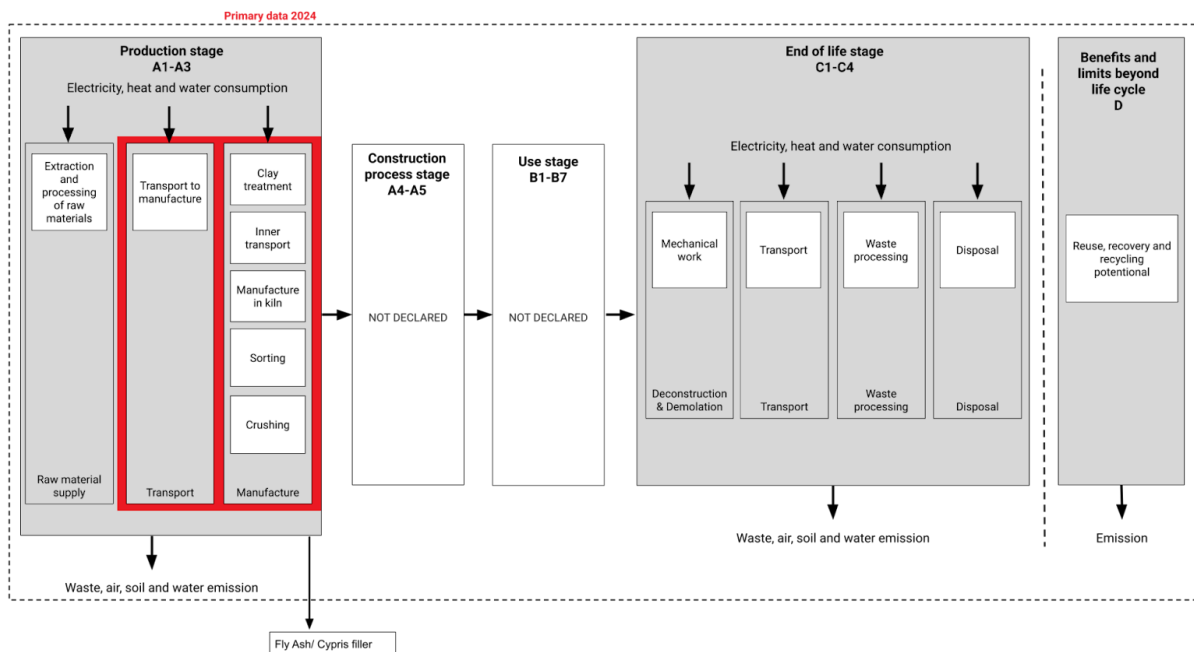 Primary data 2024
Production stage
A1-A3
Electricity, heat and water consumption
Extraction
and
processing
of raw
materials
Raw material
supply
Transport to
manufacture
Transport
Clay
treatment
Inner
transport
Manufacture
in kiln
Sorting
Crushing
Manufacture
Waste, air, soil and water emission
Fly Ash/ Cypris filler
Construction
process stage
A4-A5
NOT DECLARED
Use stage
B1-B7
NOT DECLARED
End of life stage
C1-C4
Electricity, heat and water consumption
Mechanical
work
Deconstruction
& Demolation
Transport
Transport
Waste
processing
Waste
processing
Disposal
Disposal
Waste, air, soil and water emission
Benefits and
limits beyond
life cycle
D
Reuse, recovery and
recycling
potentional
Emission